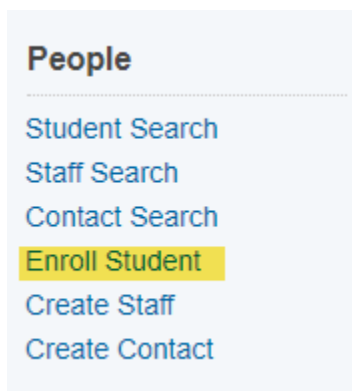 People
Student Search
Staff Search
Contact Search
Enroll Student
Create Staff
Create Contact